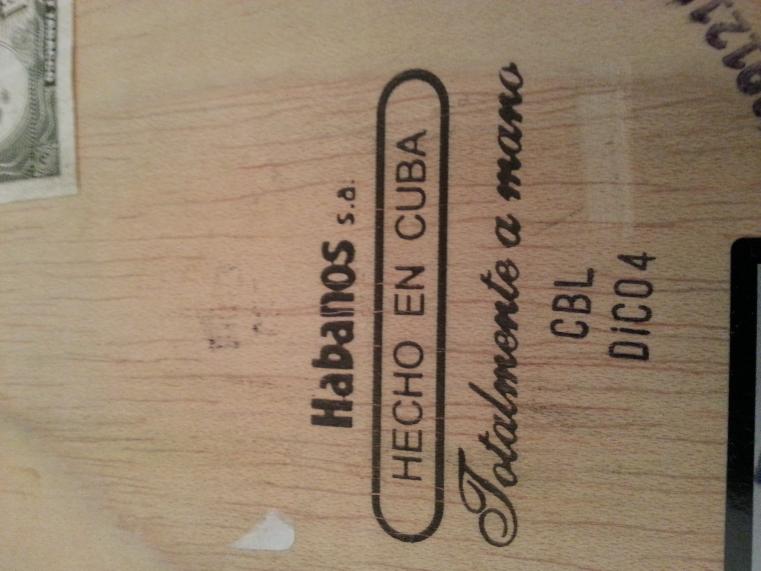 Habanos s.a.
HECHO EN CUBA
Totalmente a mano
CBL
DiC04